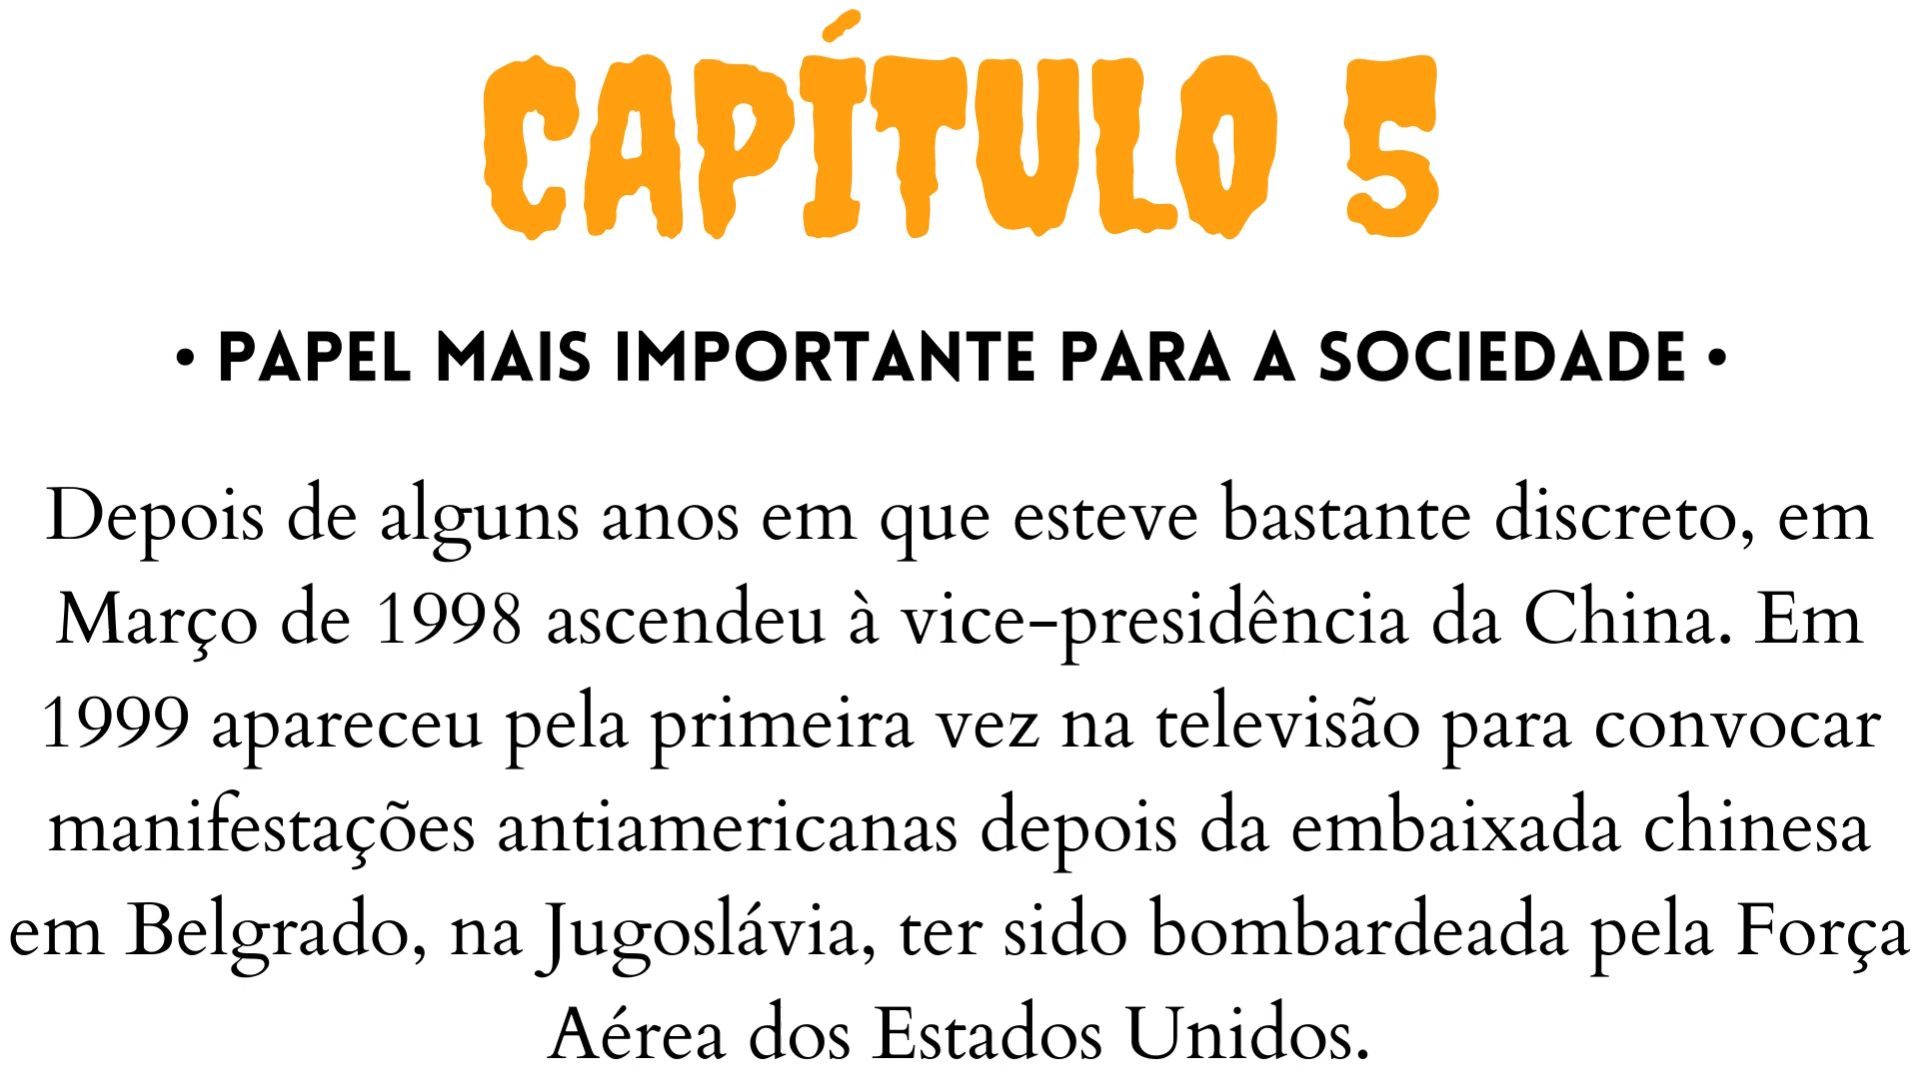 CAPÍTULO 5
• PAPEL MAIS IMPORTANTE PARA A SOCIEDADE •
Depois de alguns anos em que esteve bastante discreto, em
Março de 1998 ascendeu à vice-presidência da China. Em
1999 apareceu pela primeira vez na televisão para convocar
manifestações antiamericanas depois da embaixada chinesa
em Belgrado, na Jugoslávia, ter sido bombardeada pela Força
Aérea dos Estados Unidos.